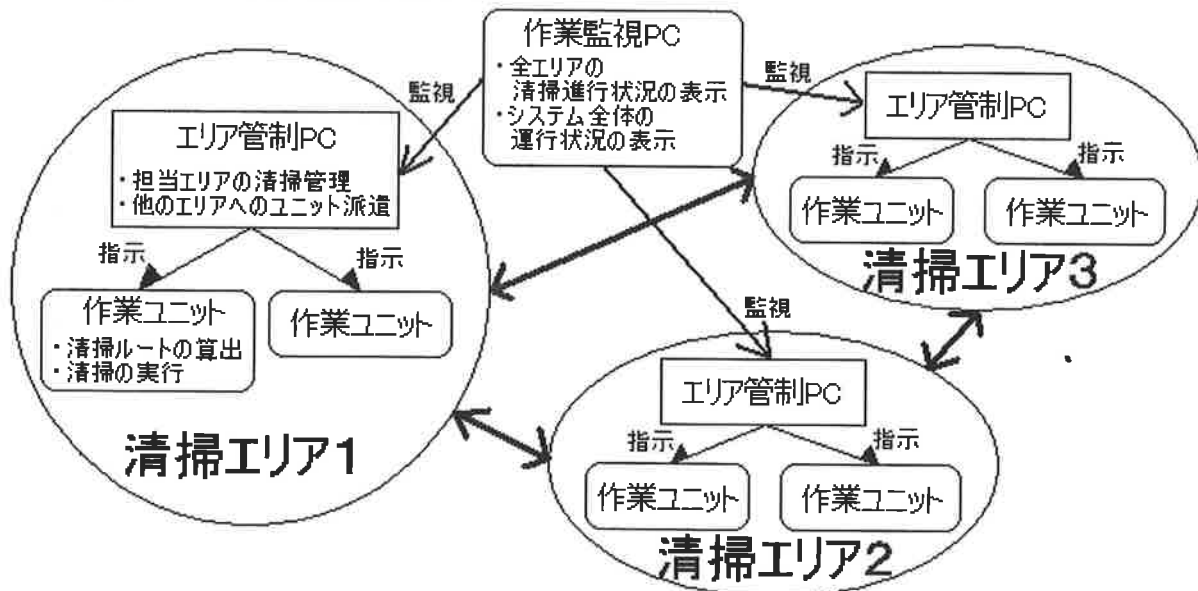 作業監視PC
・全エリアの
清掃進行状況の表示
・システム全体の
運行状況の表示
監視
監視
監視
エリア管制PC
・担当エリアの清掃管理
・他のエリアへのユニット派遣
指示
指示
作業ユニット
・清掃ルートの算出
・清掃の実行
作業ユニット
清掃エリア1
エリア管制PC
指示
指示
作業ユニット
作業ユニット
清掃エリア3
エリア管制PC
指示
指示
作業ユニット
作業ユニット
清掃エリア2